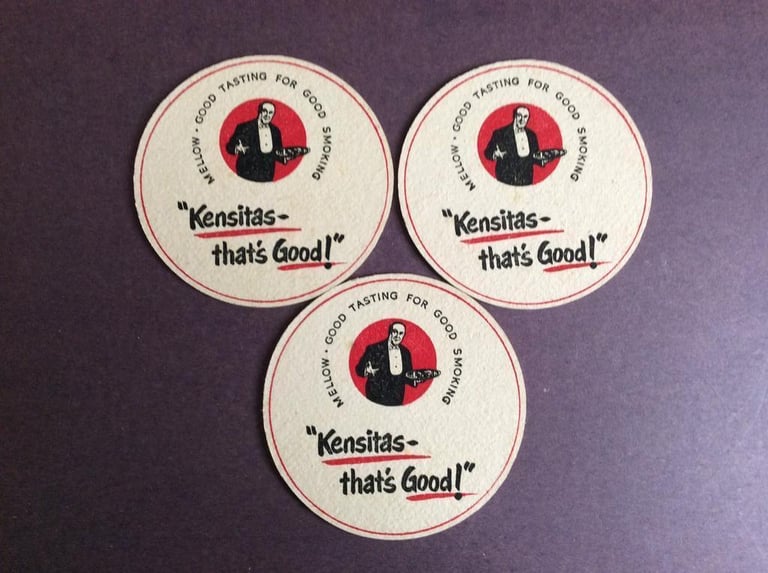 MELLOW · GOOD TASTING FOR GOOD SMOKING
"Kensitas-
that's Good!"
MELLOW · GOOD TASTING FOR GOOD SMOKING
"Kensitas-
that's Good!"
MELLOW · GOOD TASTING FOR GOOD SMOKING
"Kensitas-
that's Good!"